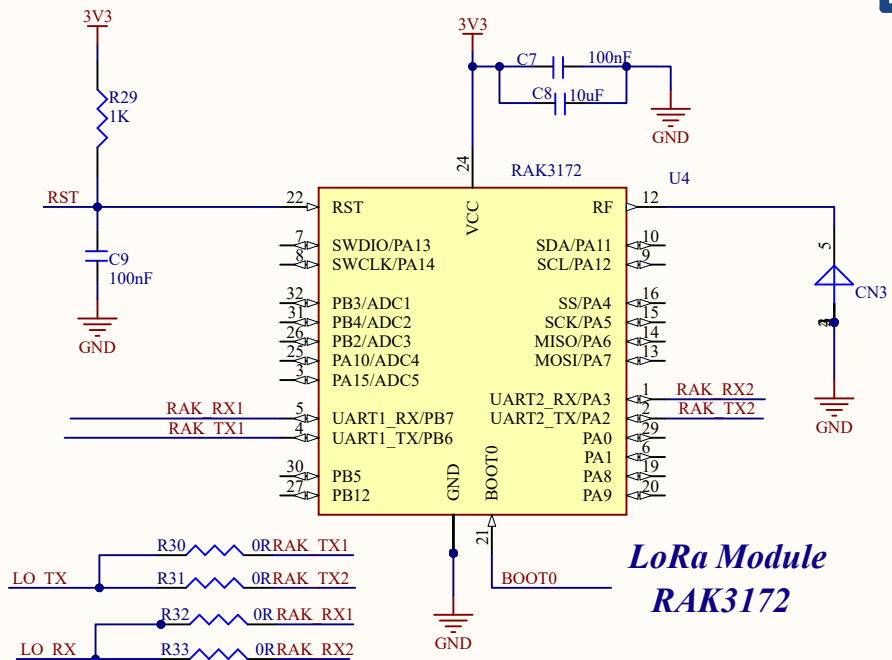 3V3
3V3
C7 100nF
C8 10uF
GND
R29
1K
24
RAK3172
U4
RST
22 RST
VCC
RF 12
7 SWDIO/PA13
SDA/PA11 10
8 SWCLK/PA14
SCL/PA12 9
5
CN3
C9
100nF
GND
32 PB3/ADC1
SS/PA4 16
31 PB4/ADC2
SCK/PA5 15
26 PB2/ADC3
MISO/PA6 14
25 PA10/ADC4
MOSI/PA7 13
3 PA15/ADC5
UART2_RX/PA3 1 RAK_RX2
RAK_RX1 5 UART1_RX/PB7
UART2_TX/PA2 2 RAK_TX2
RAK_TX1 4 UART1_TX/PB6
PA0 29
GND
PA1 6
30 PB5
PA8 19
27 PB12
PA9 20
GND
BOOT0
21
R30 0R RAK_TX1
LO_TX R31 0R RAK_TX2
BOOT0
R32 0R RAK_RX1
LO_RX R33 0R RAK_RX2
GND
LoRa Module
RAK3172